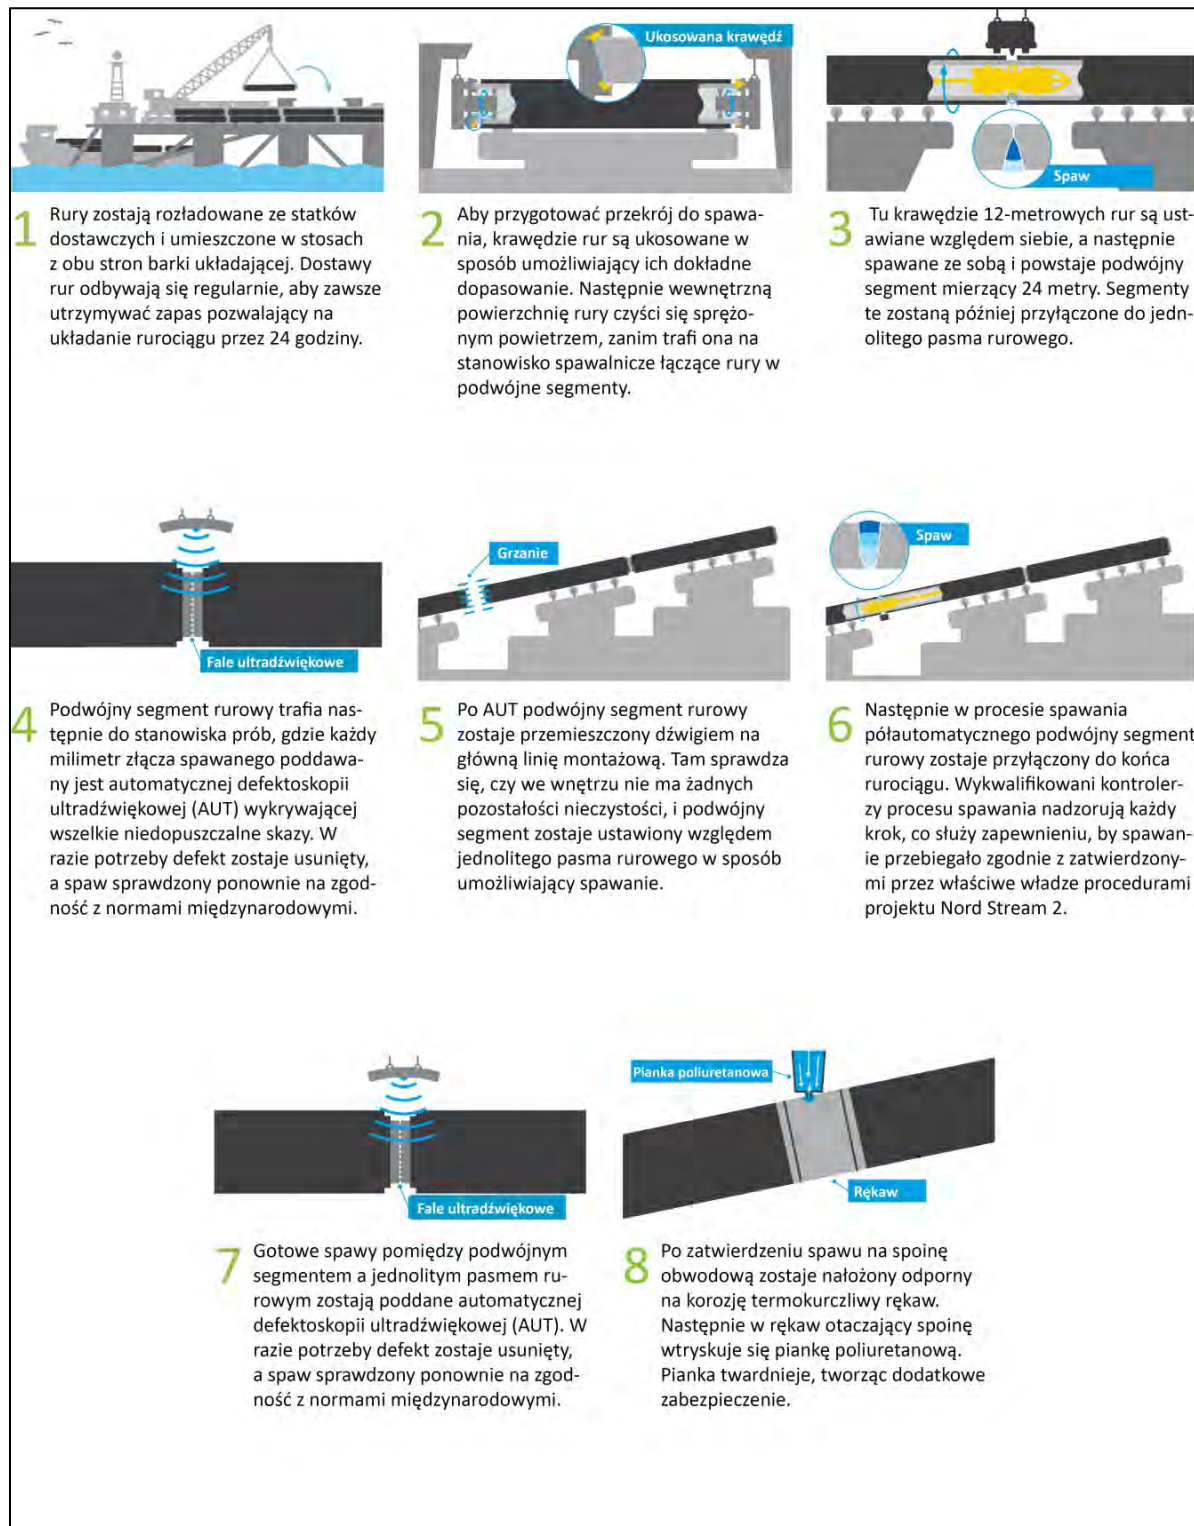 Ukosowana krawędź
Spaw
1
Rury zostają rozładowane ze statków
dostawczych i umieszczone w stosach
z obu stron barki układającej. Dostawy
rur odbywają się regularnie, aby zawsze
utrzymywać zapas pozwalający na
układanie rurociągu przez 24 godziny.
2
Aby przygotować przekrój do spawa-
nia, krawędzie rur są ukosowane w
sposób umożliwiający ich dokładne
dopasowanie. Następnie wewnętrzną
powierzchnię rury czyści się spręжo-
nym powietrzem, zanim trafi ona na
stanowisko spawalnicze łączące rury w
podwójne segmenty.
3
Tu krawędzie 12-metrowych rur są ust-
awiane względem siebie, a następnie
spawane ze sobą i powstaje podwójny
segment mierzący 24 metry. Segmenty
te zostaną później przyłączone do jedn-
olitego pasma rurowego.
Fale ultradźwiękowe
Grzanie
Spaw
4
Podwójny segment rurowy trafia nas-
tępnie do stanowiska prób, gdzie każdy
milimetr złącza spawanego poddawa-
ny jest automatycznej defektoskopii
ultradźwiękowej (AUT) wykrywającej
wszelkie niedopuszczalne skazy. W
razie potrzeby defekt zostaje usunięty,
a spaw sprawdzony ponownie na zgod-
ność z normami międzynarodowymi.
5
Po AUT podwójny segment rurowy
zostaje przemieszczony dźwigiem na
główną linię montażową. Tam sprawdza
się, czy we wnętrzu nie ma żadnych
pozostałości nieczystości, i podwójny
segment zostaje ustawiony względem
jednolitego pasma rurowego w sposób
umożliwiający spawanie.
6
Następnie w procesie spawania
półautomatycznego podwójny segment
rurowy zostaje przyłączony do końca
rurociągu. Wykwalifikowani kontroler-
zy procesu spawania nadzorują każdy
krok, co służy zapewnieniu, by spawan-
ie przebiegało zgodnie z zatwierdzony-
mi przez właściwe władze procedurami
projektu Nord Stream 2.
Fale ultradźwiękowe
Pianka poliuretanowa
Rękaw
7
Gotowe spawy pomiędzy podwójnym
segmentem a jednolitym pasmem ru-
rowym zostają poddane automatycznej
defektoskopii ultradźwiękowej (AUT). W
razie potrzeby defekt zostaje usunięty,
a spaw sprawdzony ponownie na zgod-
ność z normami międzynarodowymi.
8
Po zatwierdzeniu spawu na spoinę
obwodową zostaje nałożony odporny
na korozję termokurczliwy rękaw.
Następnie w rękaw otaczający spoinę
wtryskuje się piankę poliuretanową.
Pianka twardnieje, tworząc dodatkowe
zabezpieczenie.